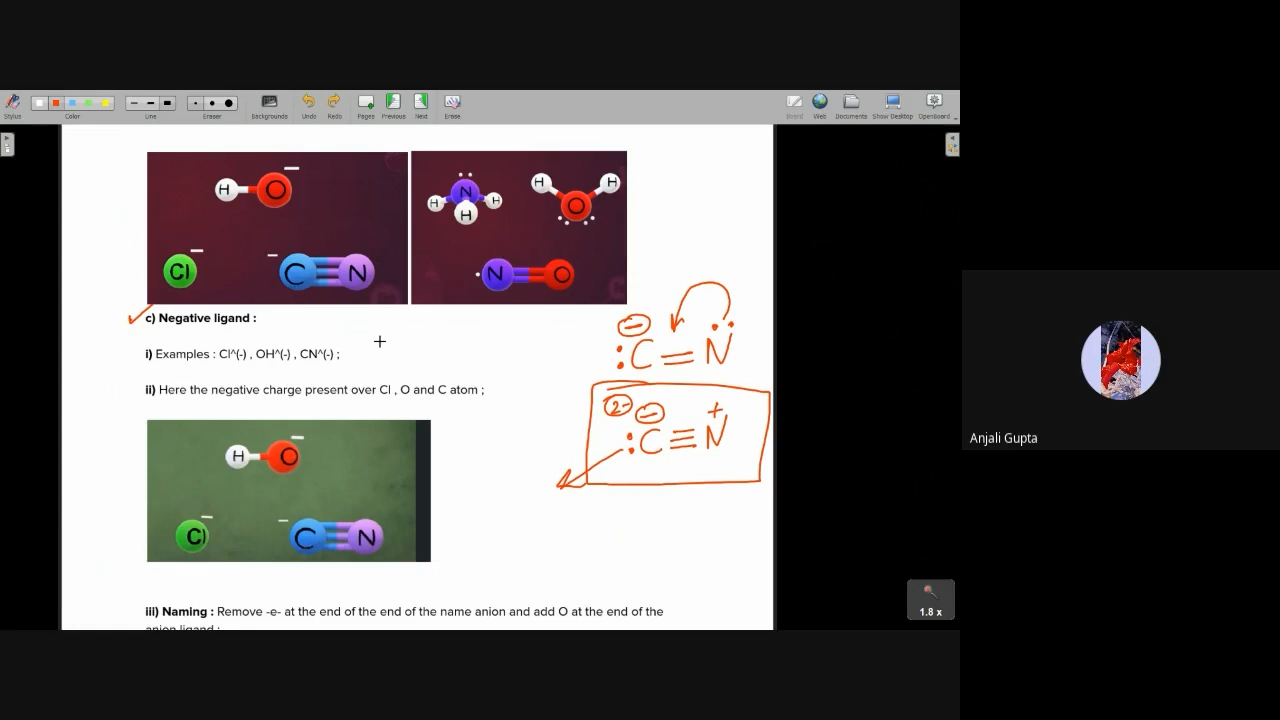 Stylus Color Line Eraser Backgrounds Undo Redo Pages Previous Next Erase Board Web Documents Show Desktop OpenBoard
H O N H H H H H O
Cl C N N O
c) Negative ligand :
i) Examples : Cl^(-) , OH^(-) , CN^(-) ;
− :C = N̈
ii) Here the negative charge present over Cl , O and C atom ;
2- − +
:C ≡ N
H O
Cl C N
iii) Naming : Remove -e- at the end of the end of the name anion and add O at the end of the
anion ligand ;
1.8 x
Anjali Gupta